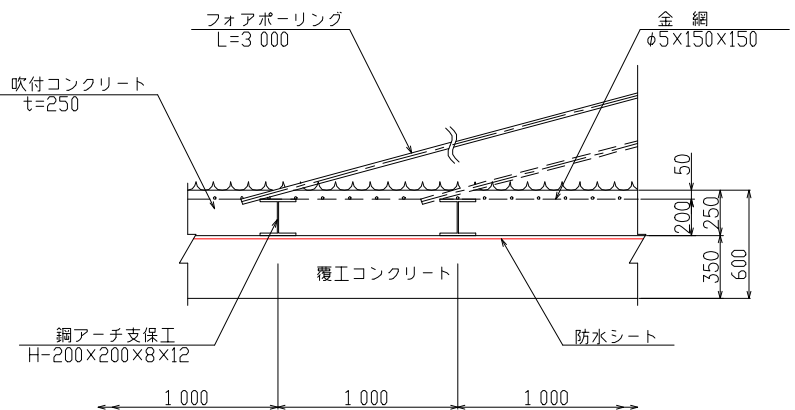 フォアポーリング
L=3 000
金 網
φ5×150×150
吹付コンクリート
t=250
50
200
250
350
600
覆工コンクリート
鋼アーチ支保工
H-200×200×8×12
防水シート
1 000
1 000
1 000